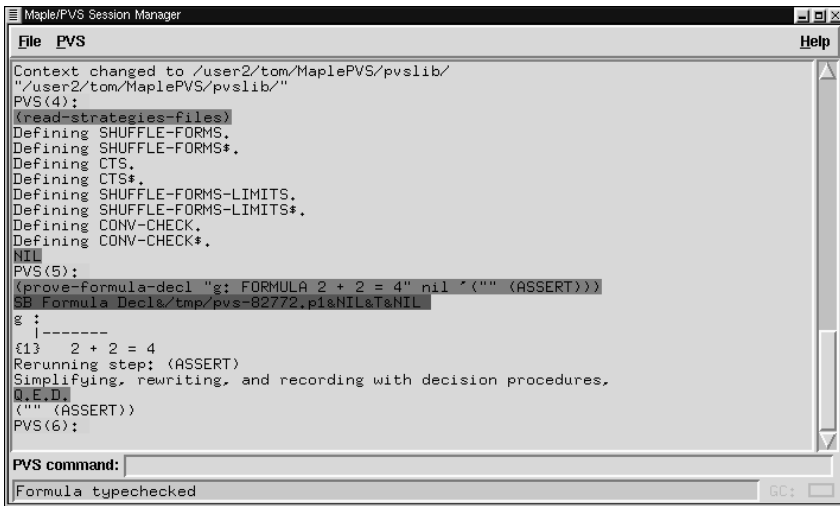 Maple/PVS Session Manager
File PVS Help
Context changed to /user2/tom/MaplePVS/pvslib/
"/user2/tom/MaplePVS/pvslib/"
PVS(4):
(read-strategies-files)
Defining SHUFFLE-FORMS.
Defining SHUFFLE-FORMS$.
Defining CTS.
Defining CTS$.
Defining SHUFFLE-FORMS-LIMITS.
Defining SHUFFLE-FORMS-LIMITS$.
Defining CONV-CHECK.
Defining CONV-CHECK$.
NIL
PVS(5):
(prove-formula-decl "g: FORMULA 2 + 2 = 4" nil '("" (ASSERT)))
SB Formula Decl&/tmp/pvs-82772.p1&NIL&T&NIL
g :
|-------
{1} 2 + 2 = 4
Rerunning step: (ASSERT)
Simplifying, rewriting, and recording with decision procedures,
Q.E.D.
("" (ASSERT))
PVS(6):
PVS command:
Formula typechecked GC: